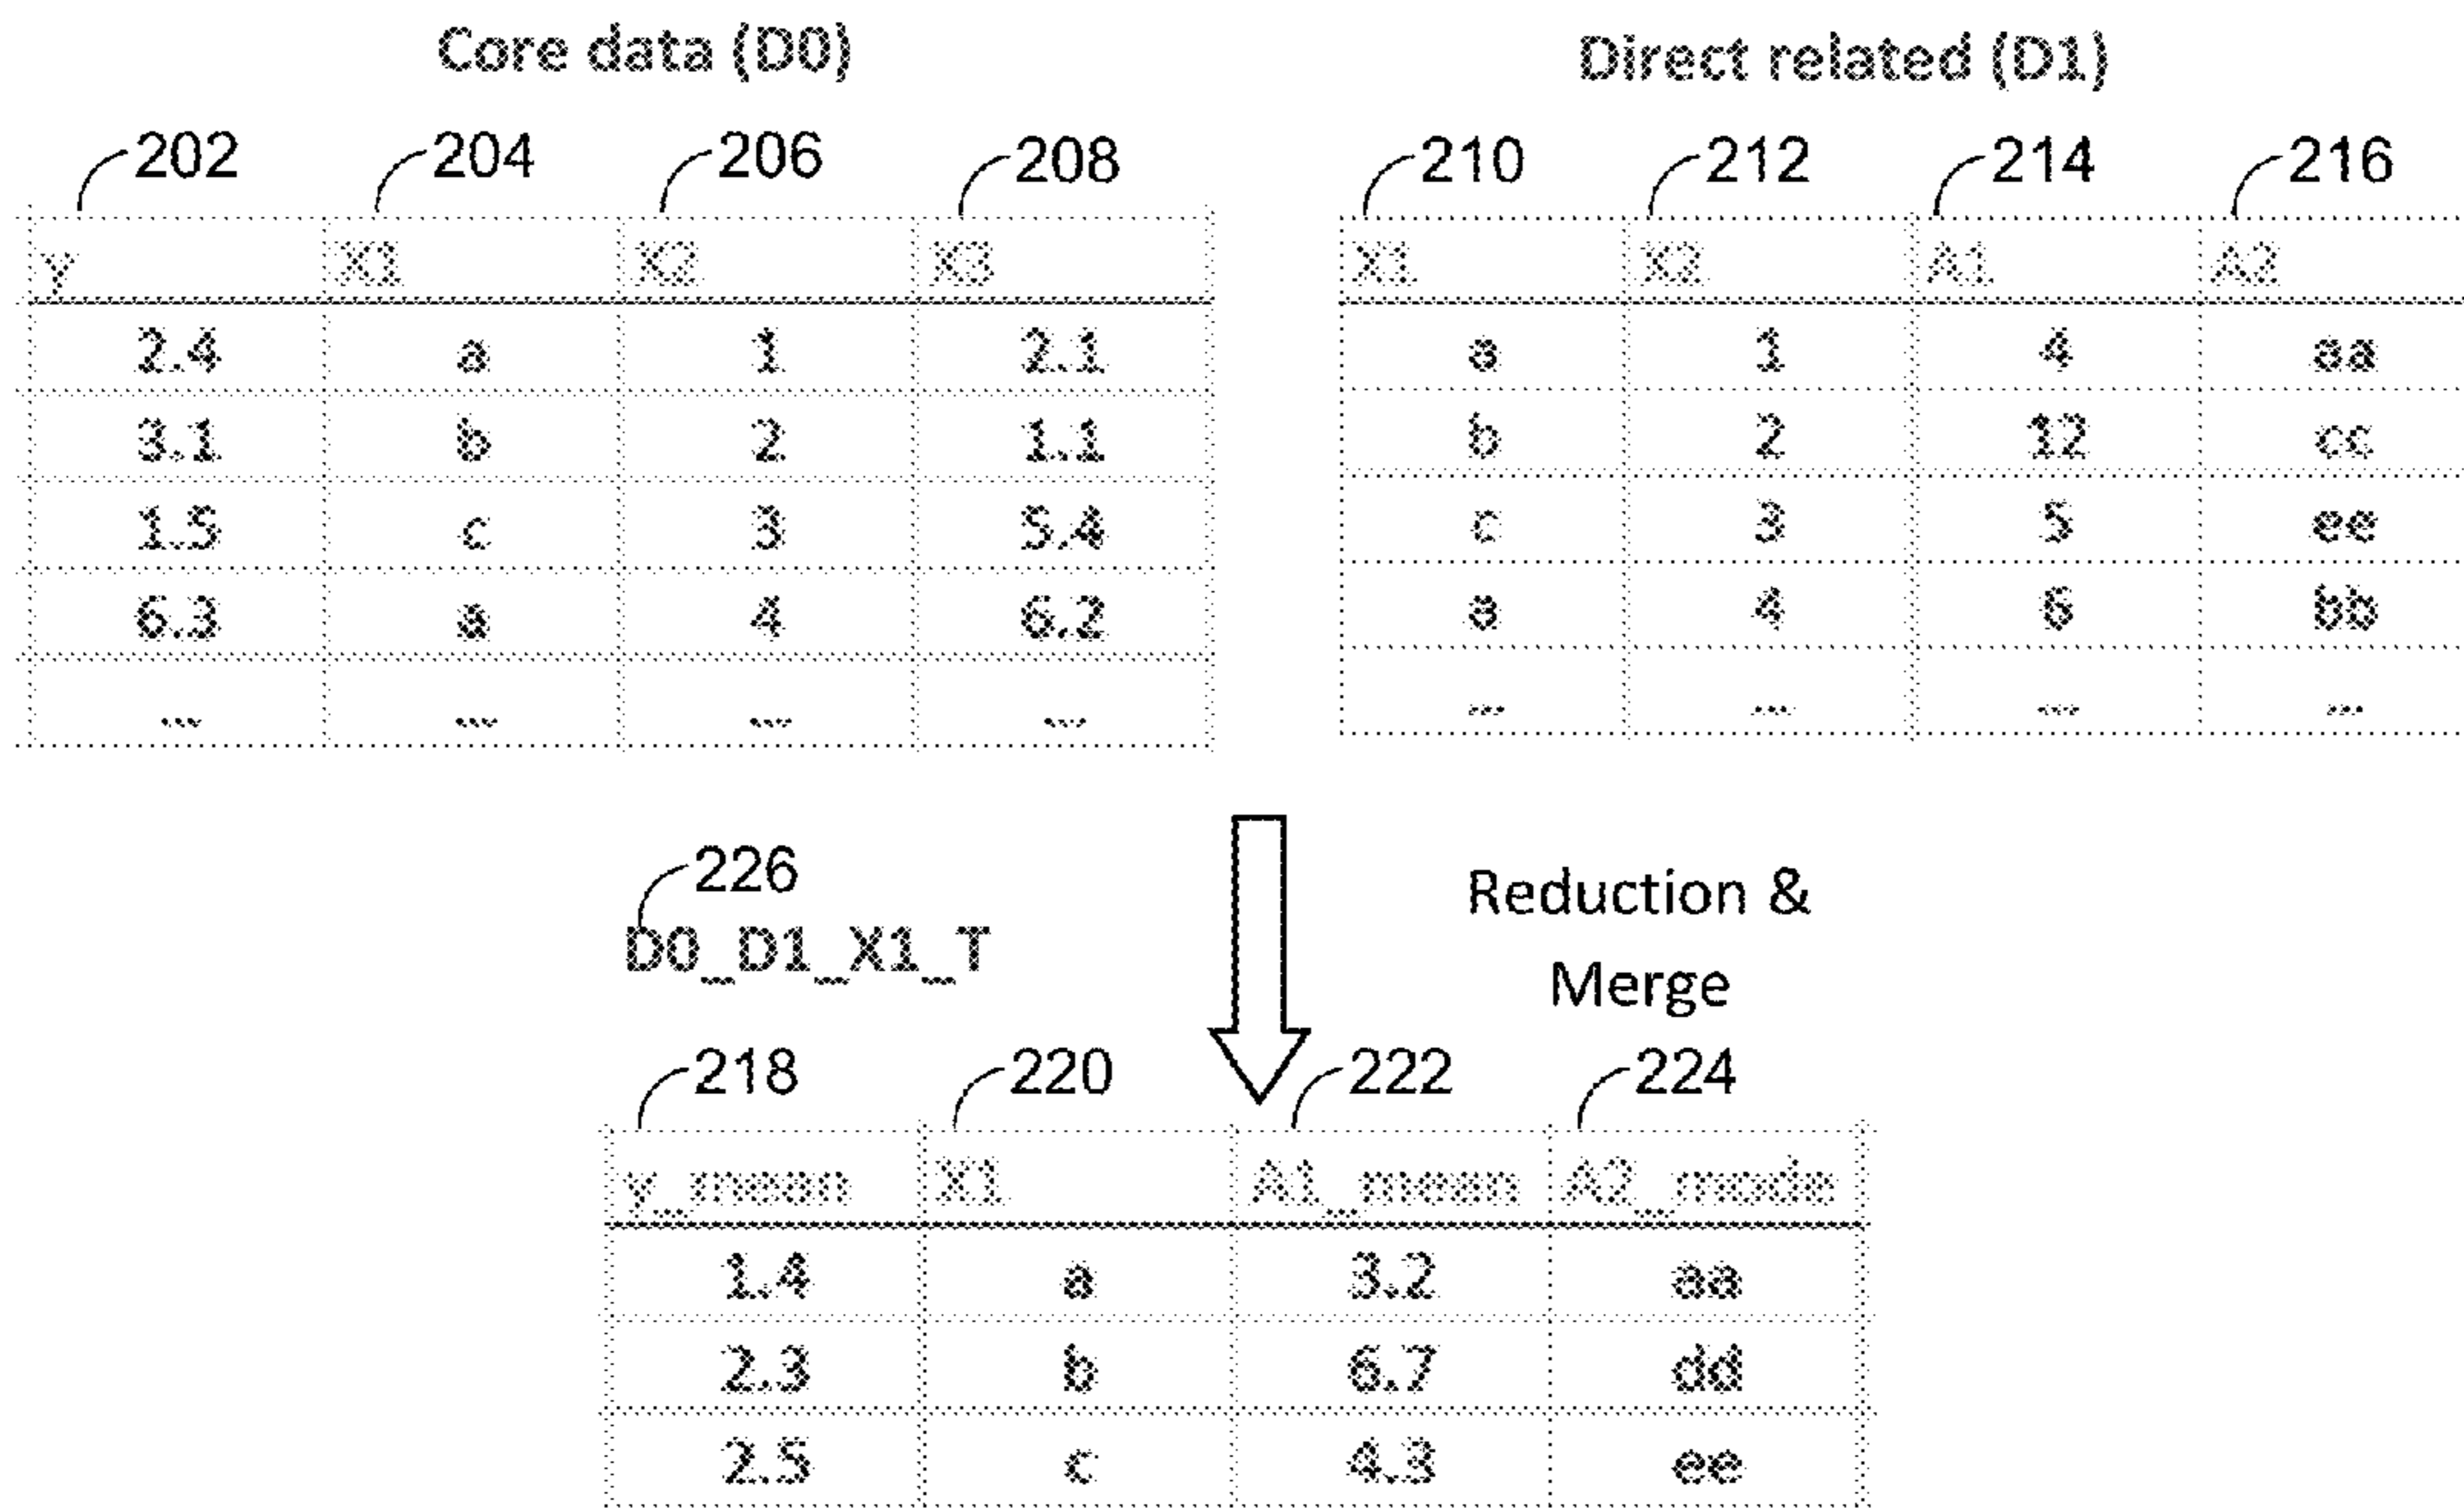 Core data (D0)
Direct related (D1)
202 204 206 208
210 212 214 216
y X1 X2 X3
2.4 a 1 2.1
3.1 b 2 1.1
1.5 c 3 5.4
6.3 a 4 6.2
... ... ... ...
X1 X2 A1 A2
a 1 4 aa
b 2 12 cc
c 3 5 ee
a 4 6 bb
... ... ... ...
226
D0_D1_X1_T
Reduction &
Merge
218 220 222 224
y_mean X1 A1_mean A2_mode
1.4 a 3.2 aa
2.3 b 6.7 dd
2.5 c 4.3 ee